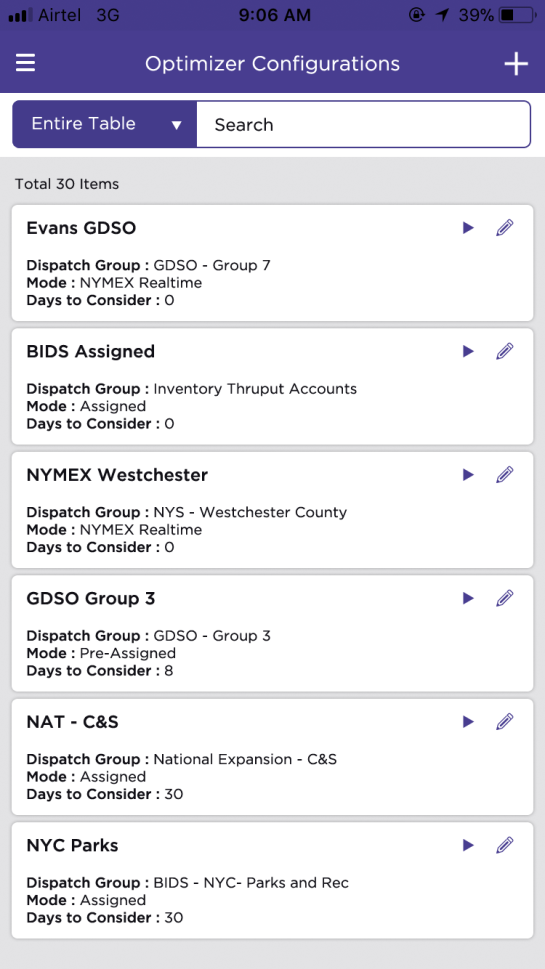 Airtel 3G 9:06 AM 39%
Optimizer Configurations
Entire Table Search
Total 30 Items
Evans GDSO
Dispatch Group : GDSO - Group 7
Mode : NYMEX Realtime
Days to Consider : 0
BIDS Assigned
Dispatch Group : Inventory Thruput Accounts
Mode : Assigned
Days to Consider : 0
NYMEX Westchester
Dispatch Group : NYS - Westchester County
Mode : NYMEX Realtime
Days to Consider : 0
GDSO Group 3
Dispatch Group : GDSO - Group 3
Mode : Pre-Assigned
Days to Consider : 8
NAT - C&S
Dispatch Group : National Expansion - C&S
Mode : Assigned
Days to Consider : 30
NYC Parks
Dispatch Group : BIDS - NYC- Parks and Rec
Mode : Assigned
Days to Consider : 30